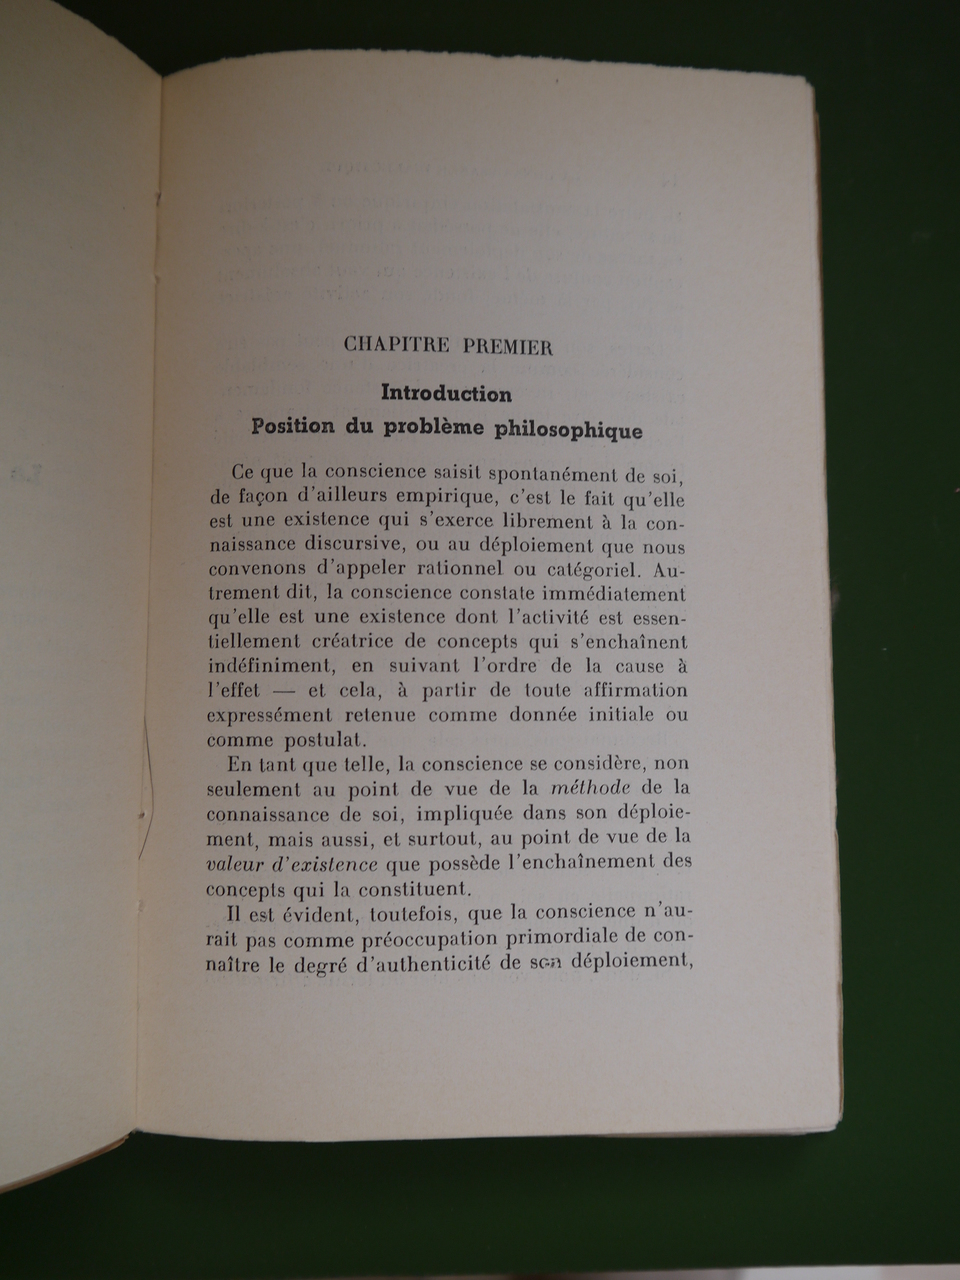 CHAPITRE PREMIER
Introduction
Position du problème philosophique
Ce que la conscience saisit spontanément de soi,
de façon d'ailleurs empirique, c'est le fait qu'elle
est une existence qui s'exerce librement à la con-
naissance discursive, ou au déploiement que nous
convenons d'appeler rationnel ou catégoriel. Au-
trement dit, la conscience constate immédiatement
qu'elle est une existence dont l'activité est essen-
tiellement créatrice de concepts qui s'enchaînent
indéfiniment, en suivant l'ordre de la cause à
l'effet — et cela, à partir de toute affirmation
expressément retenue comme donnée initiale ou
comme postulat.
En tant que telle, la conscience se considère, non
seulement au point de vue de la méthode de la
connaissance de soi, impliquée dans son déploie-
ment, mais aussi, et surtout, au point de vue de la
valeur d'existence que possède l'enchaînement des
concepts qui la constituent.
Il est évident, toutefois, que la conscience n'au-
rait pas comme préoccupation primordiale de con-
naître le degré d'authenticité de son déploiement,